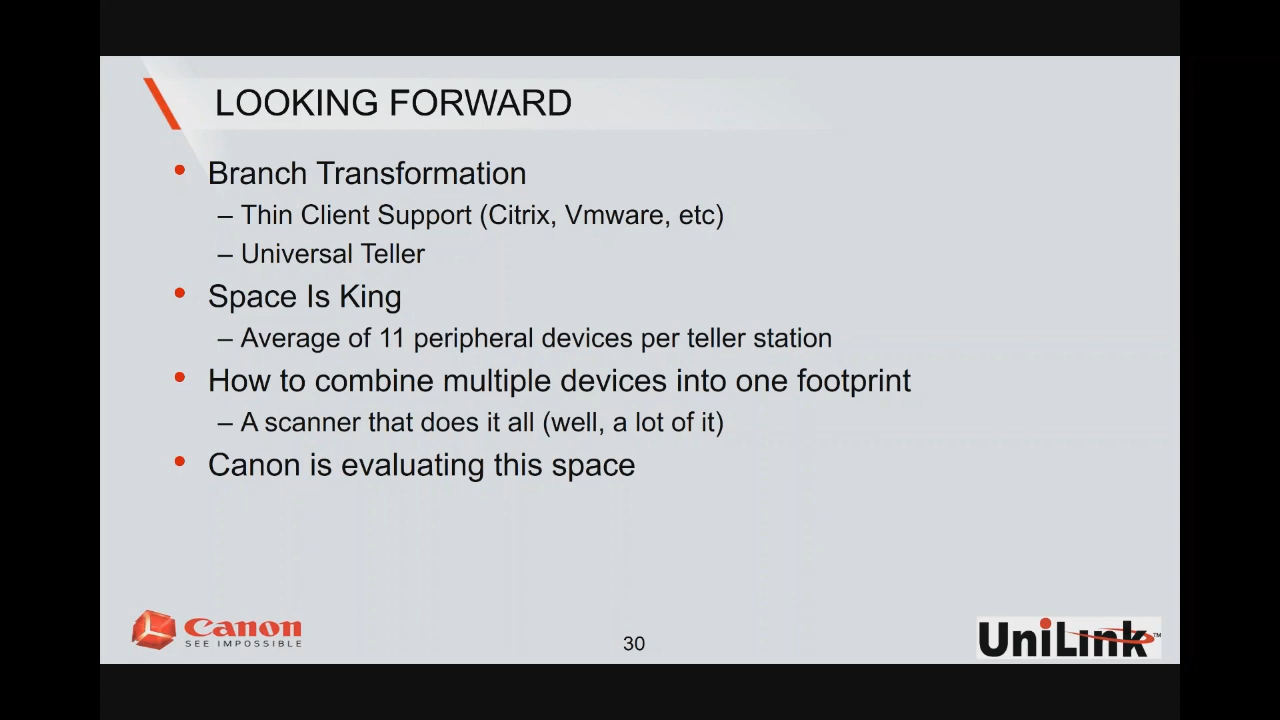 LOOKING FORWARD
• Branch Transformation
– Thin Client Support (Citrix, Vmware, etc)
– Universal Teller
• Space Is King
– Average of 11 peripheral devices per teller station
• How to combine multiple devices into one footprint
– A scanner that does it all (well, a lot of it)
• Canon is evaluating this space
Canon
SEE IMPOSSIBLE
30
UniLink™